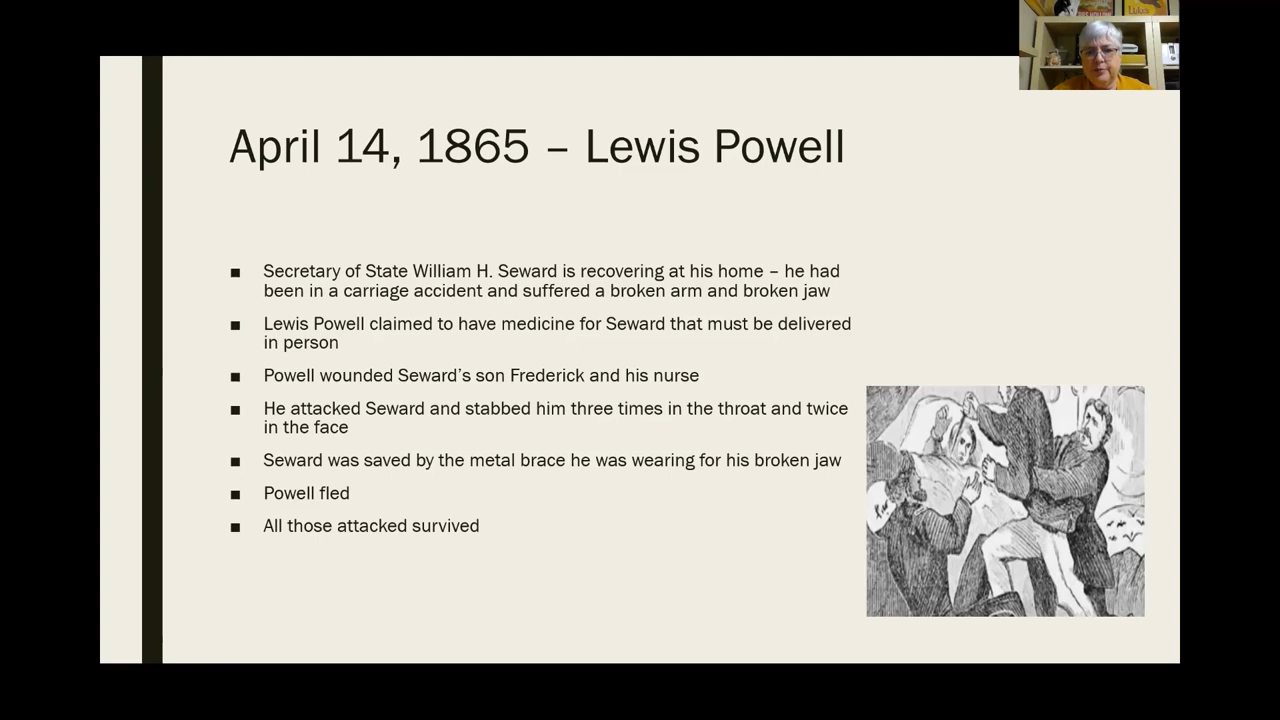 April 14, 1865 – Lewis Powell
■ Secretary of State William H. Seward is recovering at his home – he had
been in a carriage accident and suffered a broken arm and broken jaw
■ Lewis Powell claimed to have medicine for Seward that must be delivered
in person
■ Powell wounded Seward’s son Frederick and his nurse
■ He attacked Seward and stabbed him three times in the throat and twice
in the face
■ Seward was saved by the metal brace he was wearing for his broken jaw
■ Powell fled
■ All those attacked survived